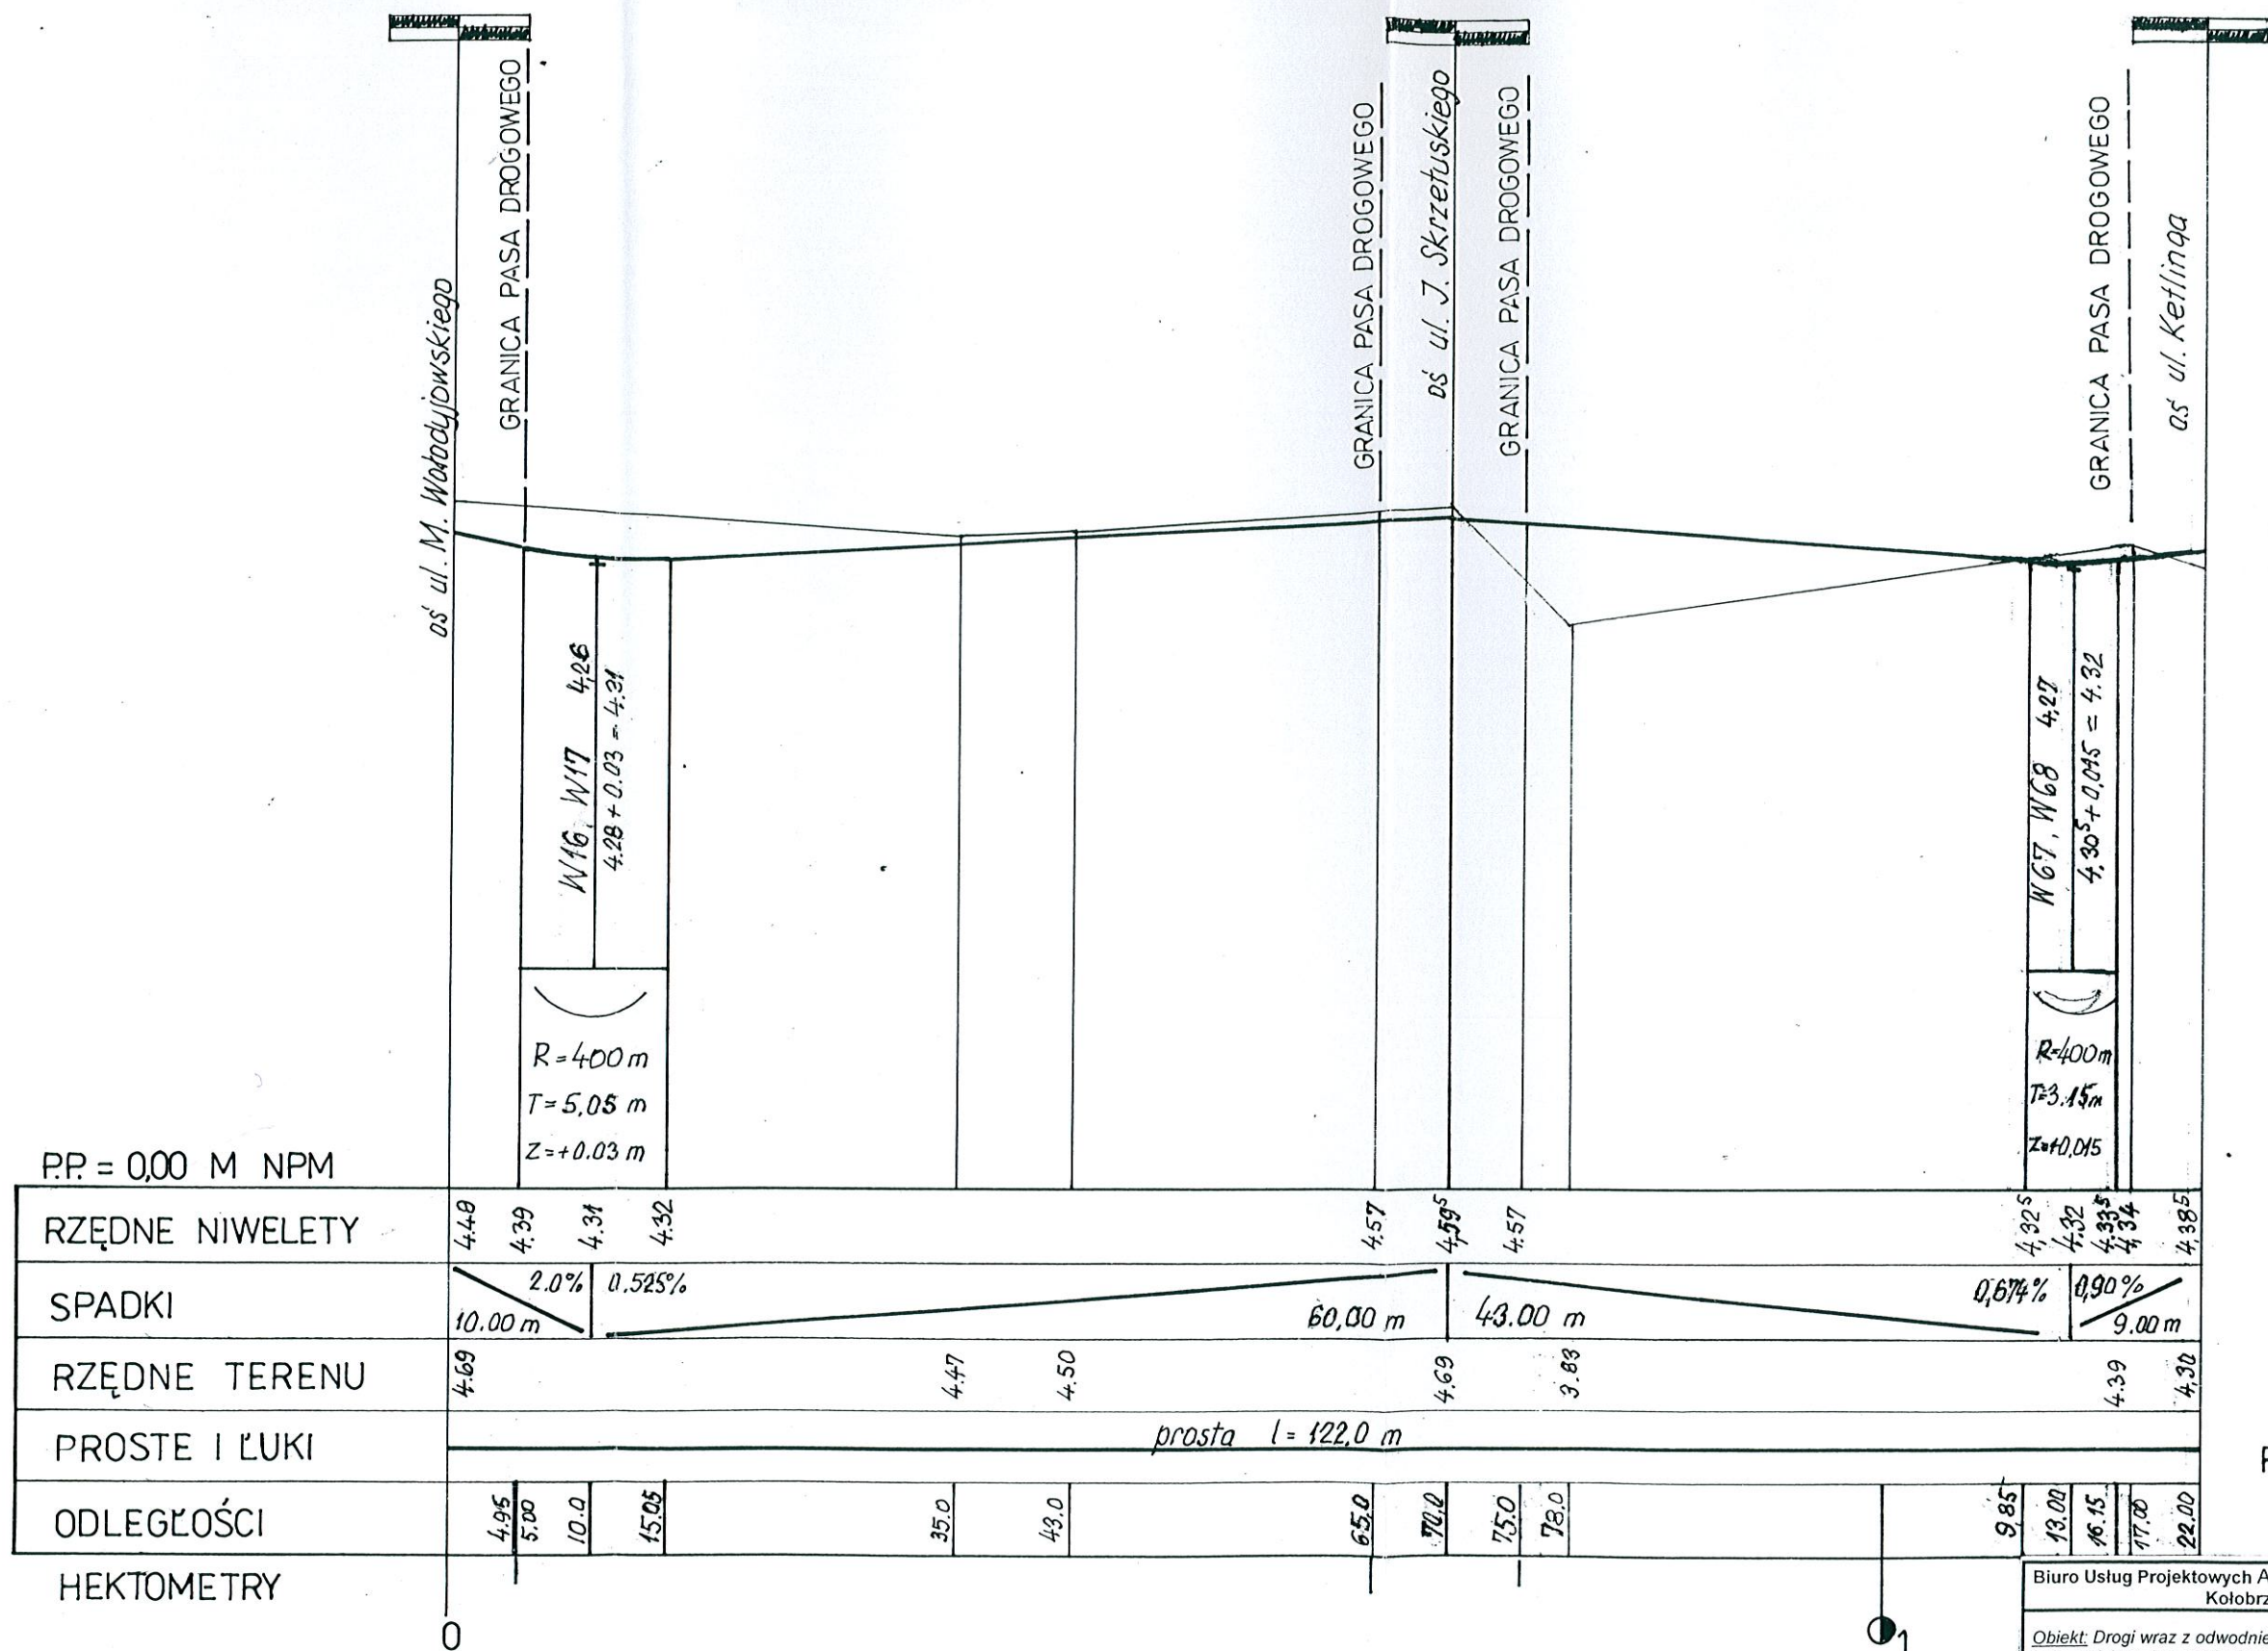 oś ul. M. Wołodyjowskiego
GRANICA PASA DROGOWEGO
GRANICA PASA DROGOWEGO
oś ul. J. Skrzetuskiego
GRANICA PASA DROGOWEGO
GRANICA PASA DROGOWEGO
oś ul. Ketlinga
W16, W17 4,26
4.28 + 0.03 = 4.31
W67, W68 4,27
4,30⁵ + 0,015 = 4.32
R = 400 m
T = 5,05 m
Z = +0.03 m
R=400m
T=3.15m
Z=+0,015
P.P. = 0,00 M NPM
RZĘDNE NIWELETY 4.49 4.39 4.31 4.32 4.57 4,59⁵ 4.57 4,32⁵ 4.32 4.33⁵ 4,34 4,38⁵
SPADKI 10.00 m 2.0% 0.525% 60,00 m 43.00 m 0,674% 0,90% 9.00 m
RZĘDNE TERENU 4.69 4.47 4.50 4.69 3.83 4.39 4,30
PROSTE I ŁUKI prosta l = 122,0 m
ODLEGŁOŚCI 4.95 5.00 10.0 15.05 35.0 43.0 65.0 70.0 75.0 78.0 9,85 13.00 16.15 17.00 22.00
HEKTOMETRY
0 1
Biuro Usług Projektowych A
Kołobrz
Obiekt: Drogi wraz z odwodnie